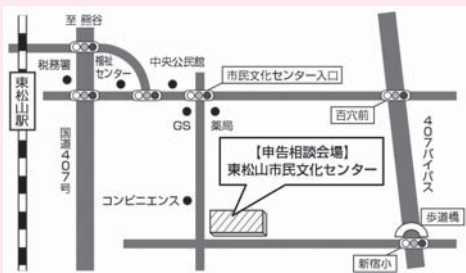 至 熊谷
税務署
福祉
センター
中央公民館
市民文化センター入口
東松山駅
国道407号
GS
薬局
百穴前
407バイパス
【申告相談会場】
東松山市民文化センター
コンビニエンス
歩道橋
新宿小